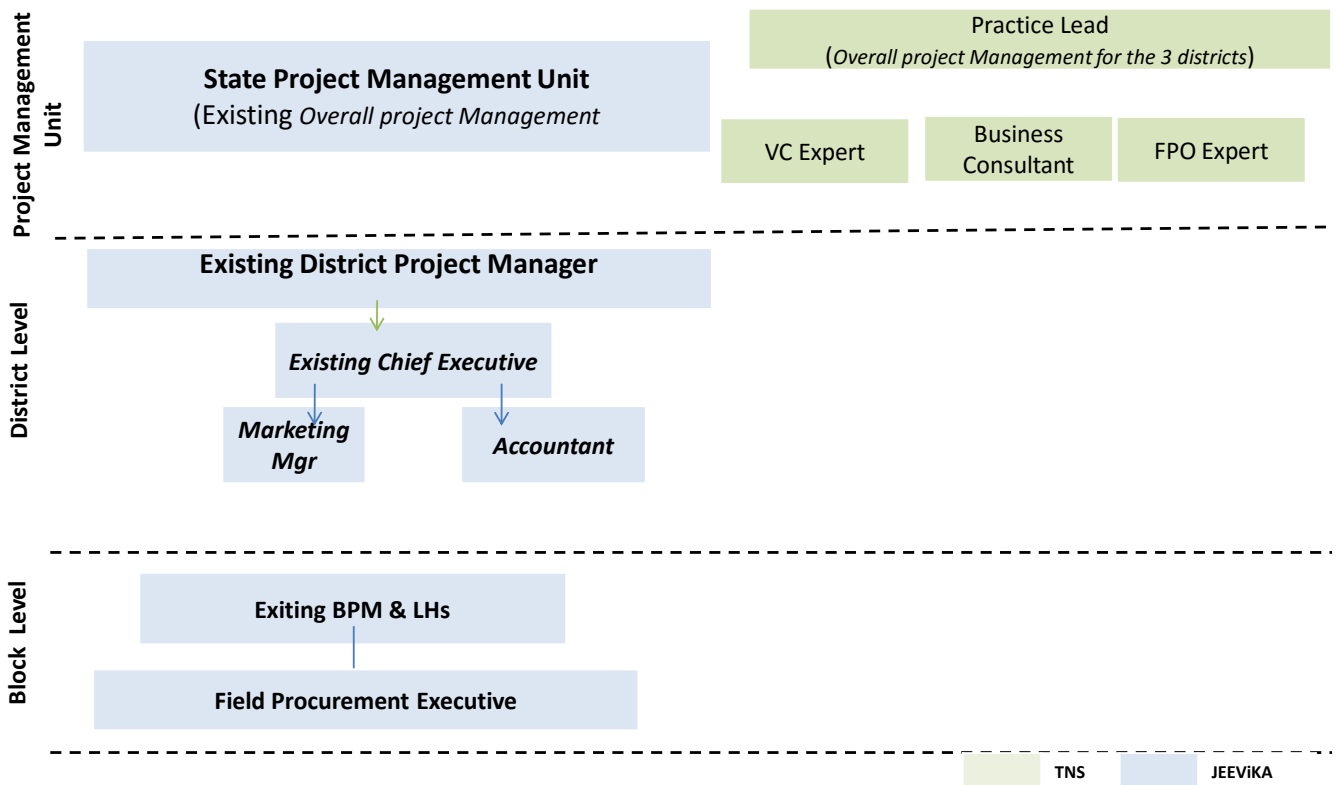 Project Management
Unit
State Project Management Unit
(Existing Overall project Management
Practice Lead
(Overall project Management for the 3 districts)
VC Expert
Business
Consultant
FPO Expert
District Level
Existing District Project Manager
Existing Chief Executive
Marketing
Mgr
Accountant
Block Level
Exiting BPM & LHs
Field Procurement Executive
TNS
JEEViKA